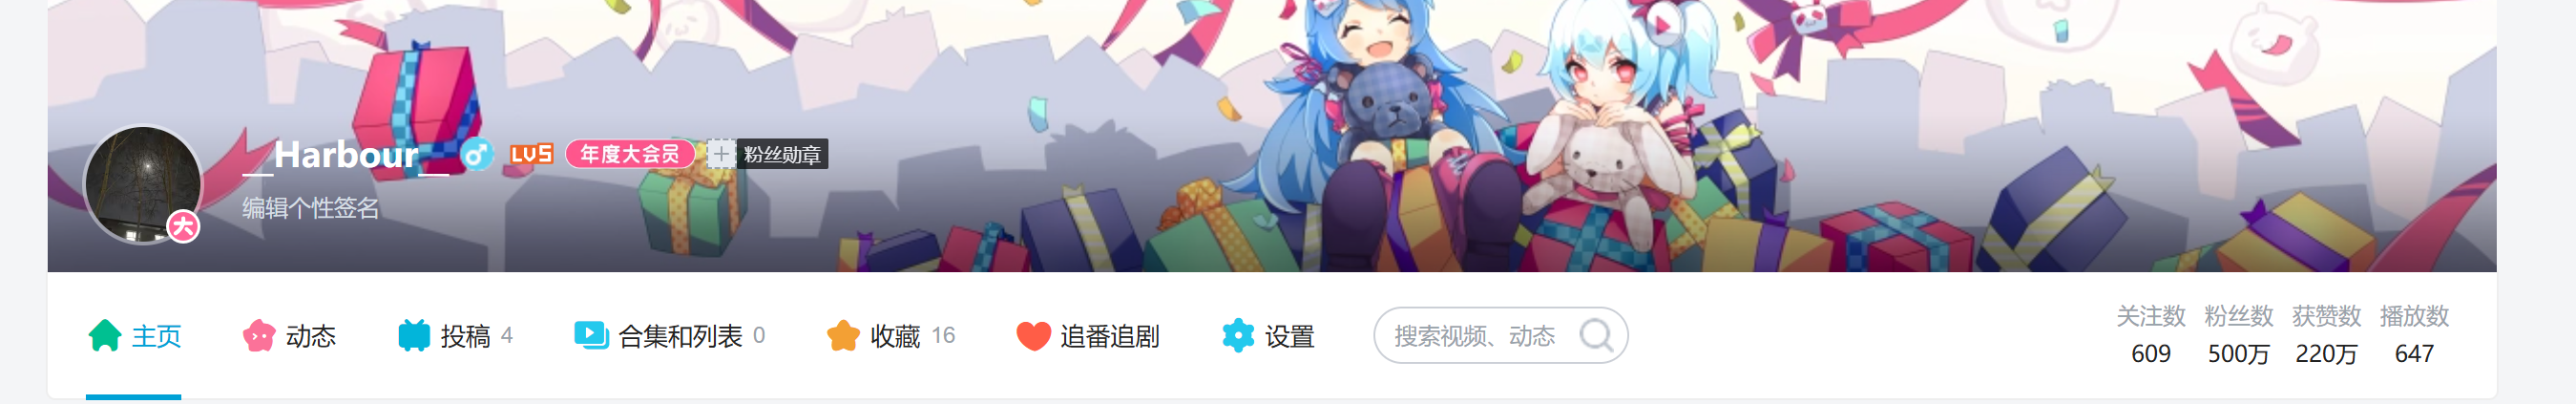 __Harbour__ LV5 年度大会员 粉丝勋章
编辑个性签名
大
主页 动态 投稿 4 合集和列表 0 收藏 16 追番追剧 设置 搜索视频、动态
关注数 粉丝数 获赞数 播放数
609 500万 220万 647